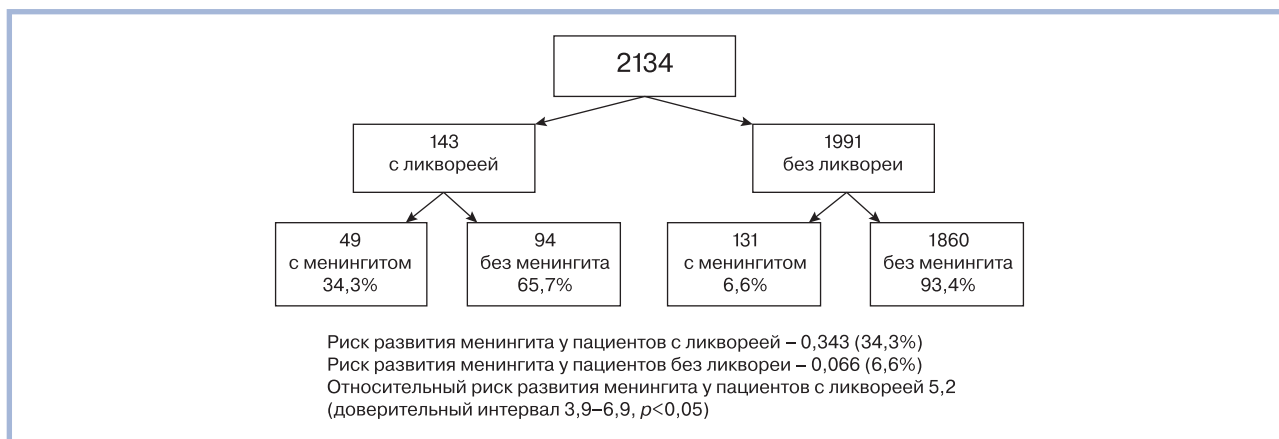 2134
143
с ликвореей
1991
без ликвореи
49
с менингитом
34,3%
94
без менингита
65,7%
131
с менингитом
6,6%
1860
без менингита
93,4%
Риск развития менингита у пациентов с ликвореей – 0,343 (34,3%)
Риск развития менингита у пациентов без ликвореи – 0,066 (6,6%)
Относительный риск развития менингита у пациентов с ликвореей 5,2
(доверительный интервал 3,9–6,9, p<0,05)